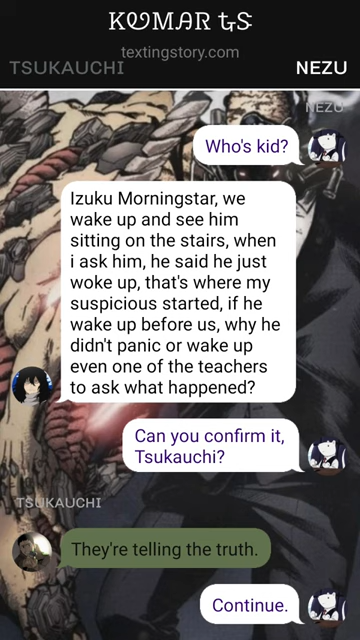 KƱMAR ᏖᎦ
textingstory.com
TSUKAUCHI NEZU
NEZU
Who's kid?
Izuku Morningstar, we
wake up and see him
sitting on the stairs, when
i ask him, he said he just
woke up, that's where my
suspicious started, if he
wake up before us, why he
didn't panic or wake up
even one of the teachers
to ask what happened?
Can you confirm it,
Tsukauchi?
TSUKAUCHI
They're telling the truth.
Continue.